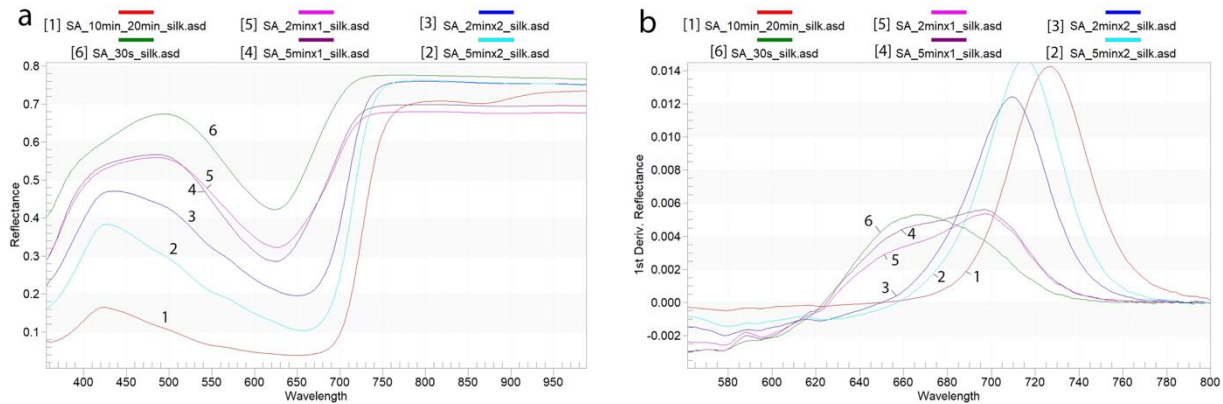 a
[1] SA_10min_20min_silk.asd [5] SA_2minx1_silk.asd [3] SA_2minx2_silk.asd
[6] SA_30s_silk.asd [4] SA_5minx1_silk.asd [2] SA_5minx2_silk.asd
0.8
0.7
0.6
0.5
0.4
0.3
0.2
0.1
Reflectance
6
5
4
3
2
1
400 450 500 550 600 650 700 750 800 850 900 950
Wavelength
b
[1] SA_10min_20min_silk.asd [5] SA_2minx1_silk.asd [3] SA_2minx2_silk.asd
[6] SA_30s_silk.asd [4] SA_5minx1_silk.asd [2] SA_5minx2_silk.asd
0.014
0.012
0.010
0.008
0.006
0.004
0.002
0.000
-0.002
1st Deriv. Reflectance
6
4
5
3
2
1
580 600 620 640 660 680 700 720 740 760 780 800
Wavelength